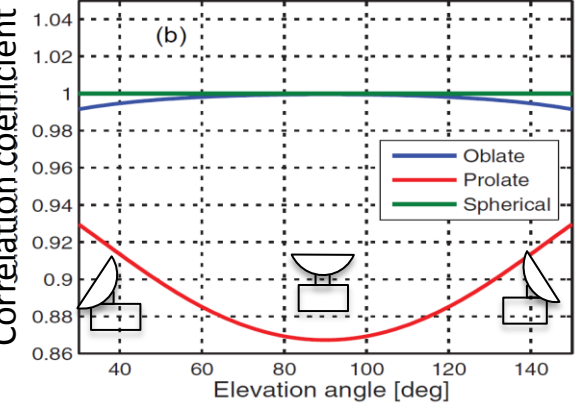 Correlation coefficient
(b)
1.04
1.02
1
0.98
0.96
0.94
0.92
0.9
0.88
0.86
Oblate
Prolate
Spherical
40 60 80 100 120 140
Elevation angle [deg]